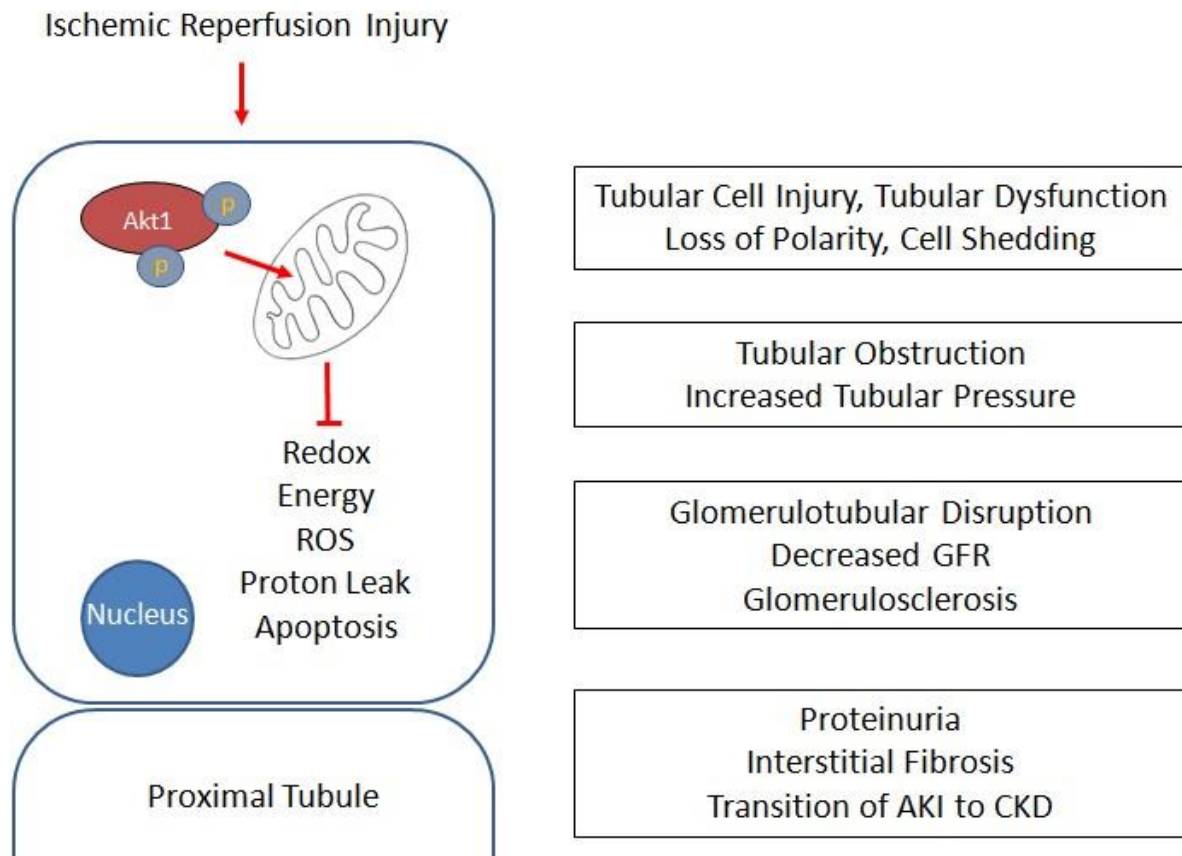 Ischemic Reperfusion Injury
Akt1
p
p
Redox
Energy
ROS
Proton Leak
Apoptosis
Nucleus
Proximal Tubule
Tubular Cell Injury, Tubular Dysfunction
Loss of Polarity, Cell Shedding
Tubular Obstruction
Increased Tubular Pressure
Glomerulotubular Disruption
Decreased GFR
Glomerulosclerosis
Proteinuria
Interstitial Fibrosis
Transition of AKI to CKD